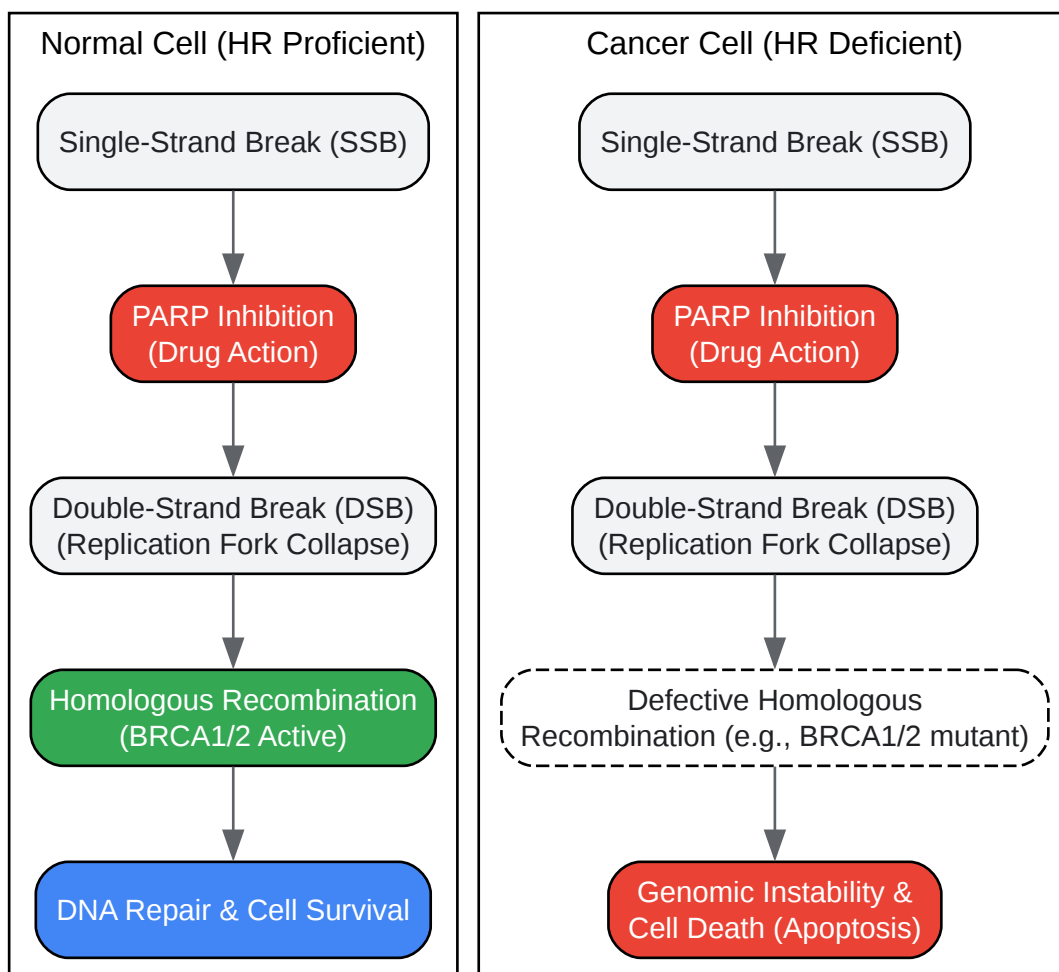 Normal Cell (HR Proficient)
Single-Strand Break (SSB)
PARP Inhibition
(Drug Action)
Double-Strand Break (DSB)
(Replication Fork Collapse)
Homologous Recombination
(BRCA1/2 Active)
DNA Repair & Cell Survival
Cancer Cell (HR Deficient)
Single-Strand Break (SSB)
PARP Inhibition
(Drug Action)
Double-Strand Break (DSB)
(Replication Fork Collapse)
Defective Homologous
Recombination (e.g., BRCA1/2 mutant)
Genomic Instability &
Cell Death (Apoptosis)